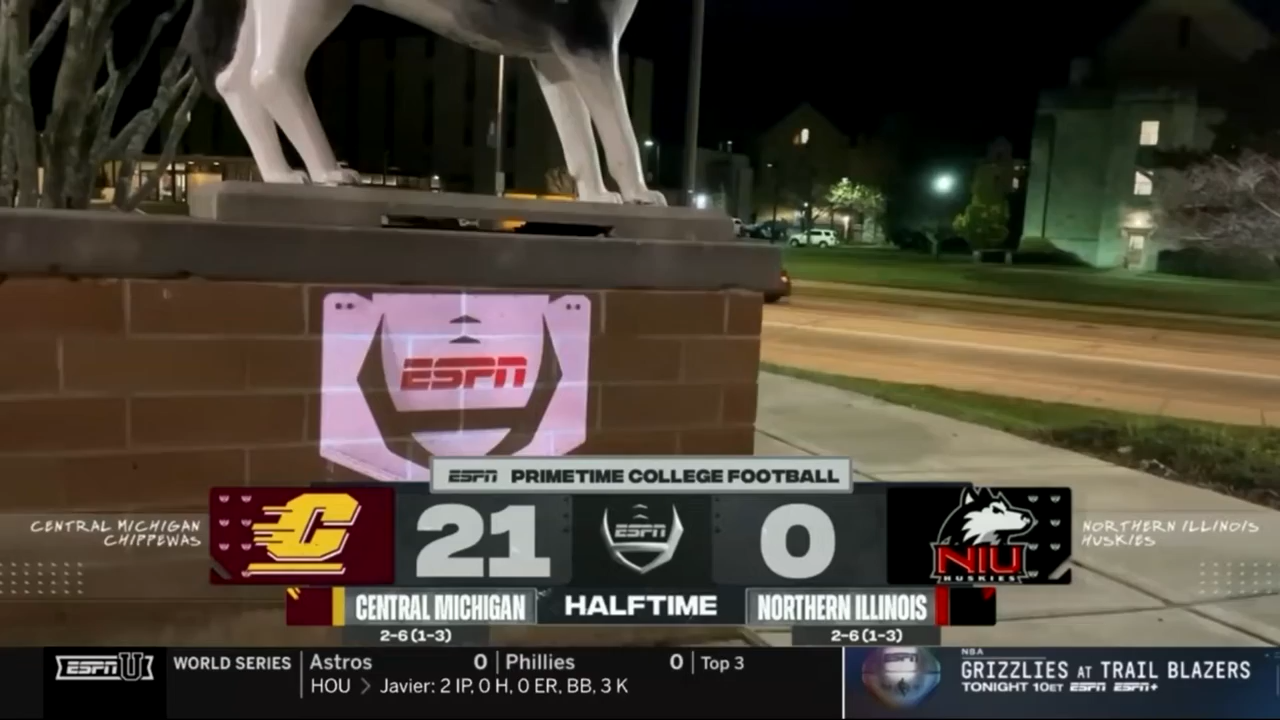 ESPN
ESPN PRIMETIME COLLEGE FOOTBALL
CENTRAL MICHIGAN
CHIPPEWAS
C
21
ESPN
0
NIU
HUSKIES
NORTHERN ILLINOIS
HUSKIES
CENTRAL MICHIGAN
HALFTIME
NORTHERN ILLINOIS
2-6 (1-3)
2-6 (1-3)
ESPNU
WORLD SERIES
Astros 0 Phillies 0 Top 3
HOU > Javier: 2 IP, 0 H, 0 ER, BB, 3 K
ESPN
NBA
GRIZZLIES AT TRAIL BLAZERS
TONIGHT 10ET ESPN ESPN+